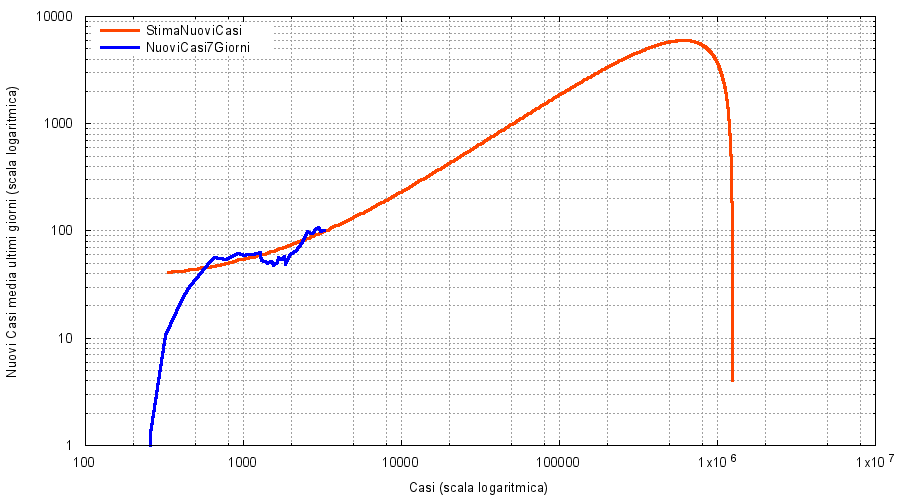 10000
StimaNuoviCasi
NuoviCasi7Giorni
1000
100
10
1
Nuovi Casi media ultimi giorni (scala logaritmica)
100 1000 10000 100000 1x10 6 1x10 7
Casi (scala logaritmica)